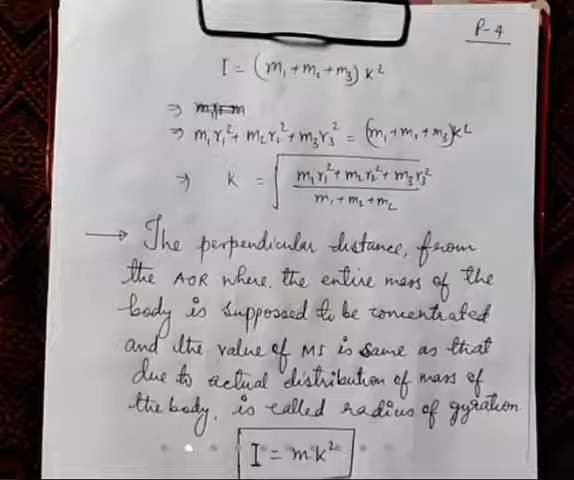 P-4
I = (m₁+m₂+m₃) k²
⇒ m₁+m
⇒ m₁r₁²+ m₂r₂²+ m₃r₃² = (m₁+m₂+m₃)k²
⇒ k = √((m₁r₁²+m₂r₂²+m₃r₃²)/(m₁+m₂+m₂))
→ The perpendicular distance, from
the AOR where. the entire mass of the
body is supposed to be concentrated
and the value of MI is same as that
due to actual distribution of mass of
the body, is called radius of gyration
I = mk²